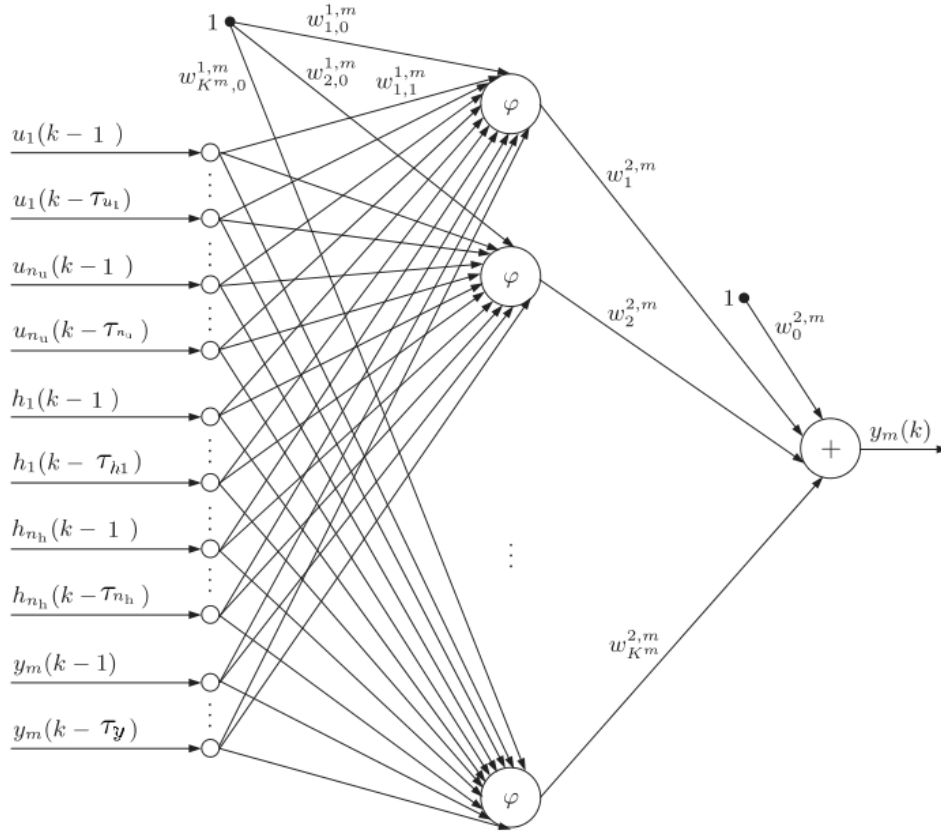 1
w_{1,0}^{1,m}
w_{K^m,0}^{1,m}
w_{2,0}^{1,m}
w_{1,1}^{1,m}
φ
u_1(k − 1 )
u_1(k − τ_{u_1})
u_{n_u}(k − 1 )
u_{n_u}(k − τ_{n_u})
h_1(k − 1 )
h_1(k − τ_{h1})
h_{n_h}(k − 1 )
h_{n_h}(k − τ_{n_h})
y_m(k − 1)
y_m(k − τ_y)
φ
φ
w_1^{2,m}
w_2^{2,m}
1
w_0^{2,m}
w_{K^m}^{2,m}
+
y_m(k)